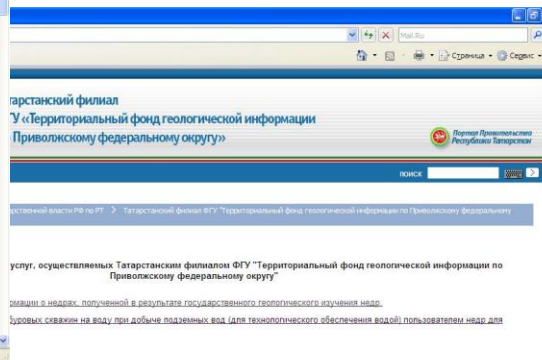 Mail.Ru
Страница Сервис
тарстанский филиал
ГУ «Территориальный фонд геологической информации
Приволжскому федеральному округу»
Портал Правительства
Республики Татарстан
поиск
арственной власти РФ по РТ > Татарстанский филиал ФГУ "Территориальный фонд геологической информации по Приволжскому федеральному
услуг, осуществляемых Татарстанским филиалом ФГУ "Территориальный фонд геологической информации по
Приволжскому федеральному округу"
рмации о недрах, полученной в результате государственного геологического изучения недр.
буровых скважин на воду при добыче подземных вод (для технологического обеспечения водой) пользователем недр для